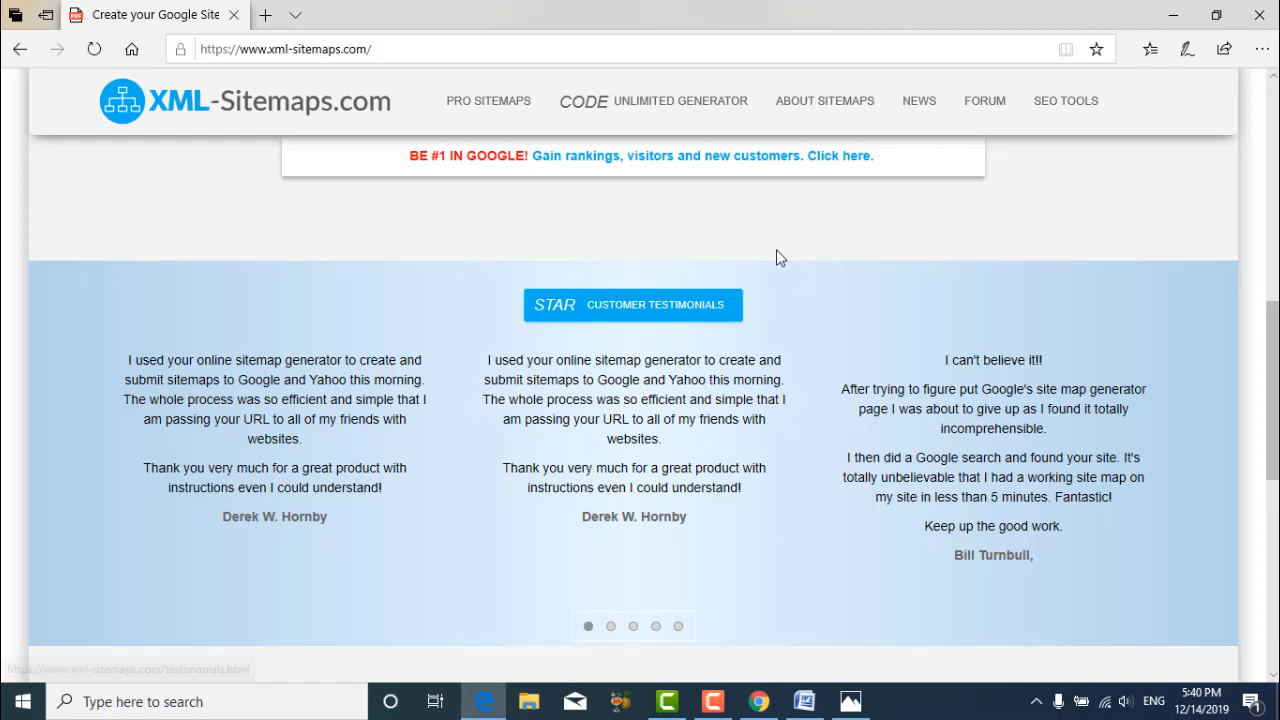 Create your Google Site
https://www.xml-sitemaps.com/
XML-Sitemaps.com
PRO SITEMAPS
CODE UNLIMITED GENERATOR
ABOUT SITEMAPS
NEWS
FORUM
SEO TOOLS
BE #1 IN GOOGLE! Gain rankings, visitors and new customers. Click here.
STAR CUSTOMER TESTIMONIALS
I used your online sitemap generator to create and
submit sitemaps to Google and Yahoo this morning.
The whole process was so efficient and simple that I
am passing your URL to all of my friends with
websites.
Thank you very much for a great product with
instructions even I could understand!
Derek W. Hornby
I used your online sitemap generator to create and
submit sitemaps to Google and Yahoo this morning.
The whole process was so efficient and simple that I
am passing your URL to all of my friends with
websites.
Thank you very much for a great product with
instructions even I could understand!
Derek W. Hornby
I can't believe it!!
After trying to figure put Google's site map generator
page I was about to give up as I found it totally
incomprehensible.
I then did a Google search and found your site. It's
totally unbelievable that I had a working site map on
my site in less than 5 minutes. Fantastic!
Keep up the good work.
Bill Turnbull,
https://www.xml-sitemaps.com/testimonials.html
Type here to search
ENG
5:40 PM
12/14/2019
1